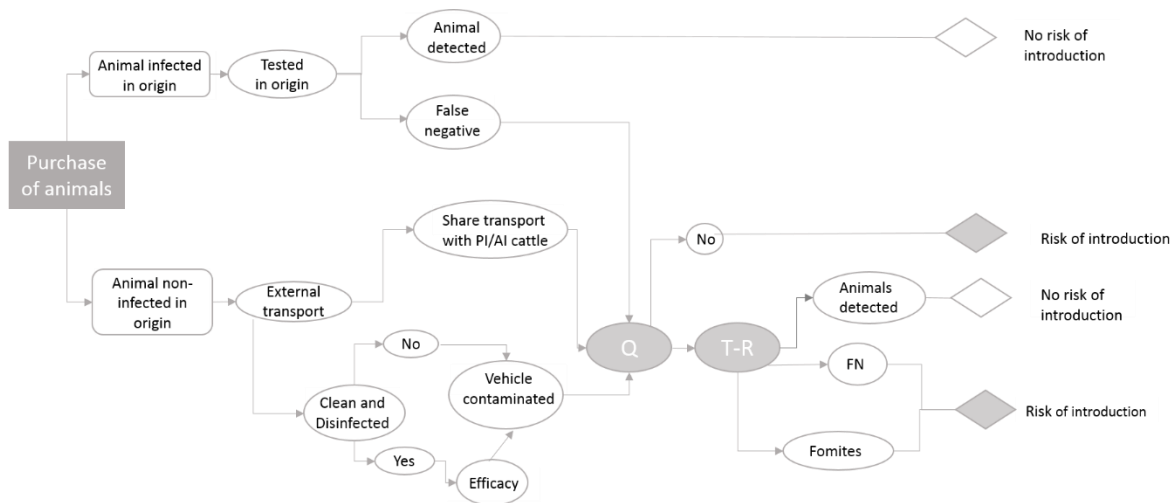 Animal
detected
No risk of
introduction
Animal infected
in origin
Tested
in origin
False
negative
Purchase
of animals
Share transport
with PI/AI cattle
No
Risk of introduction
Animal non-
infected in
origin
External
transport
Animals
detected
No risk of
introduction
No
Q
T-R
FN
Vehicle
contaminated
Clean and
Disinfected
Risk of introduction
Yes
Efficacy
Fomites